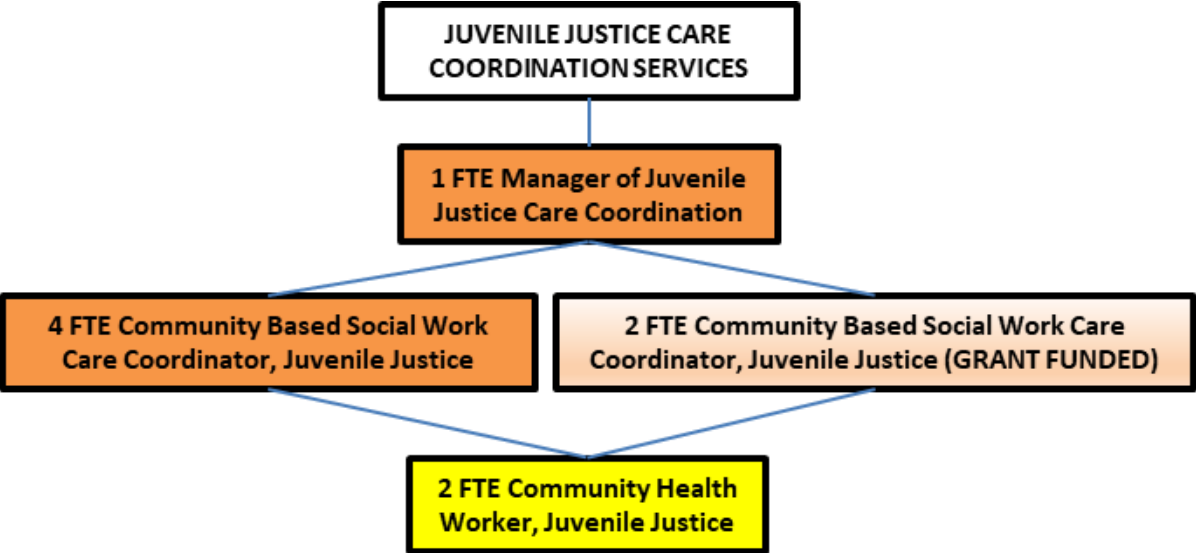 JUVENILE JUSTICE CARE
COORDINATION SERVICES
1 FTE Manager of Juvenile
Justice Care Coordination
4 FTE Community Based Social Work
Care Coordinator, Juvenile Justice
2 FTE Community Based Social Work Care
Coordinator, Juvenile Justice (GRANT FUNDED)
2 FTE Community Health
Worker, Juvenile Justice